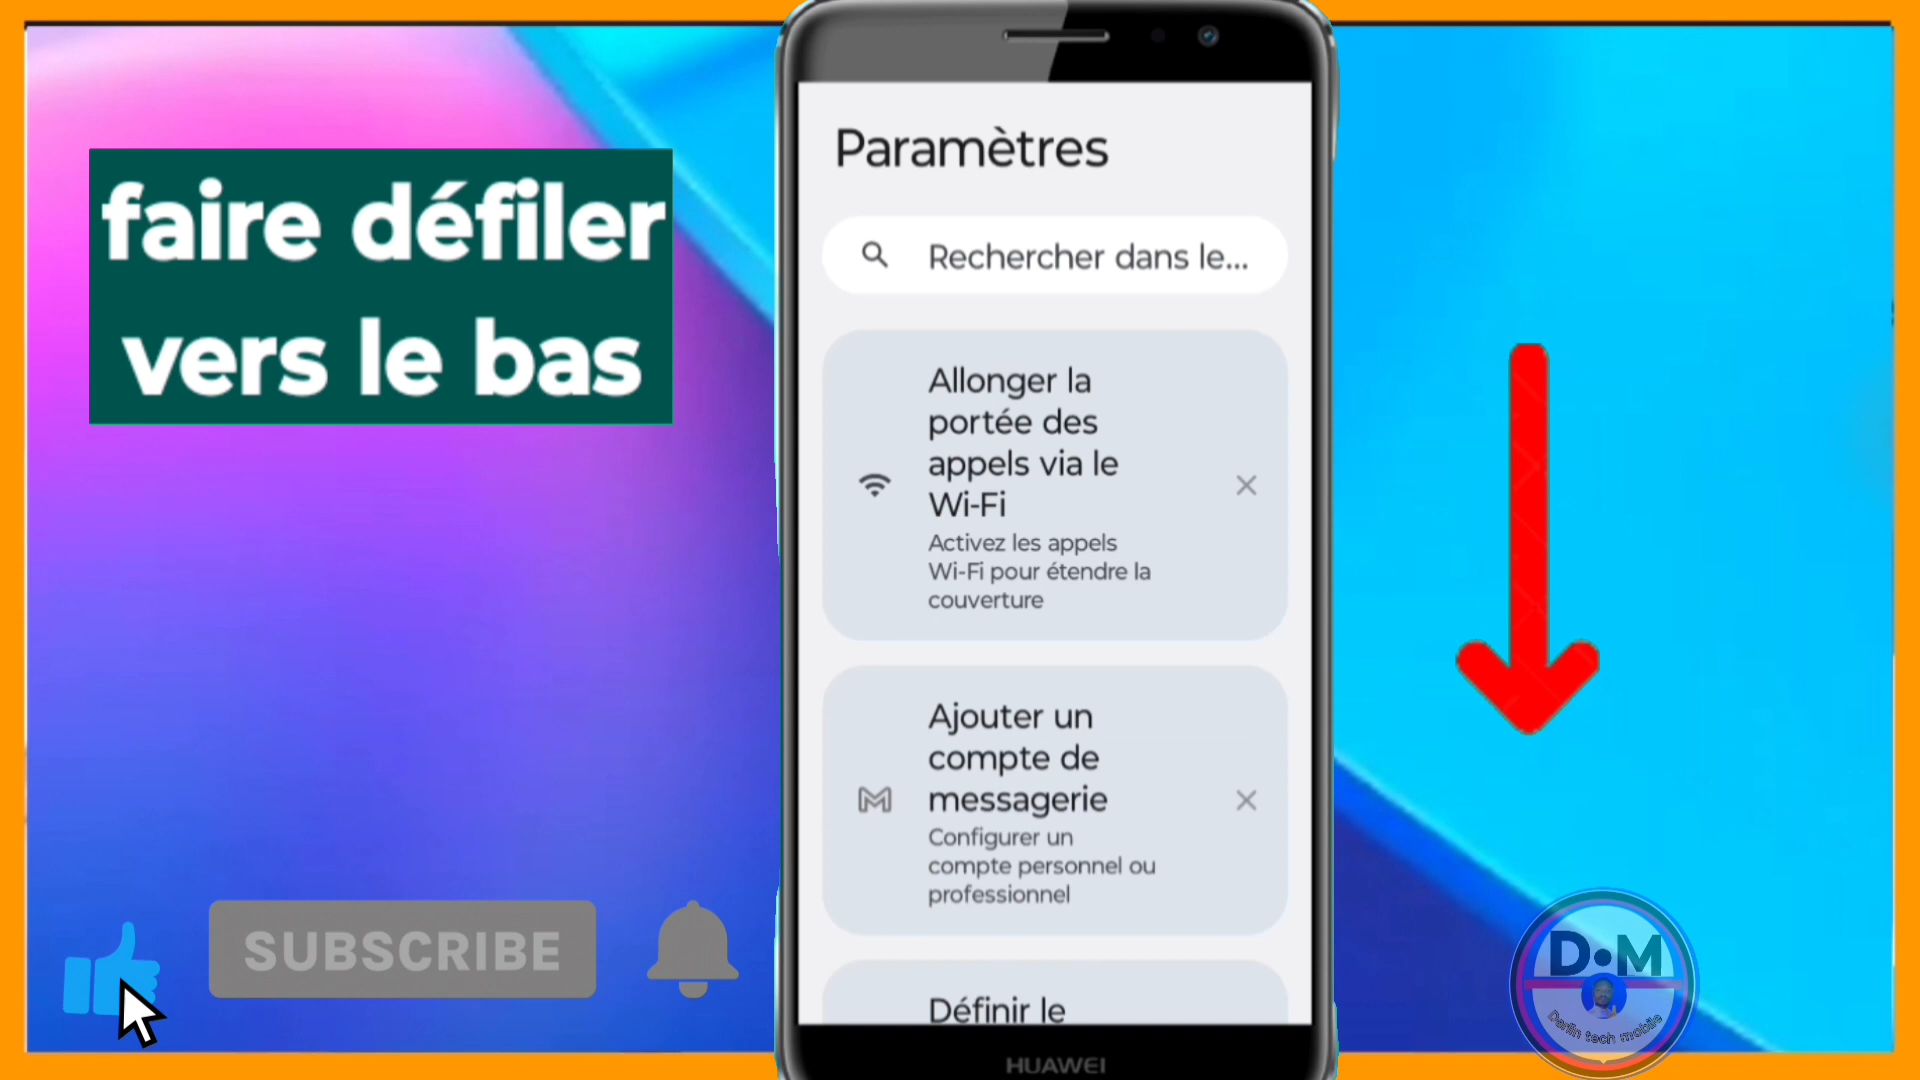 faire défiler
vers le bas
Paramètres
Rechercher dans le...
Allonger la
portée des
appels via le
Wi-Fi
Activez les appels
Wi-Fi pour étendre la
couverture
Ajouter un
compte de
messagerie
Configurer un
compte personnel ou
professionnel
Définir le
HUAWEI
SUBSCRIBE
D•M
Darlin tech mobile